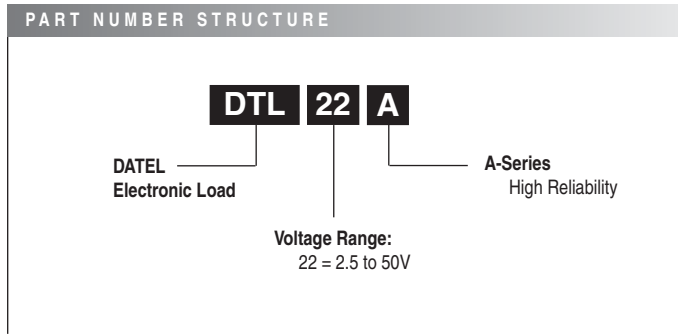 PART NUMBER STRUCTURE
DTL 22 A
DATEL
Electronic Load
A-Series
High Reliability
Voltage Range:
22 = 2.5 to 50V